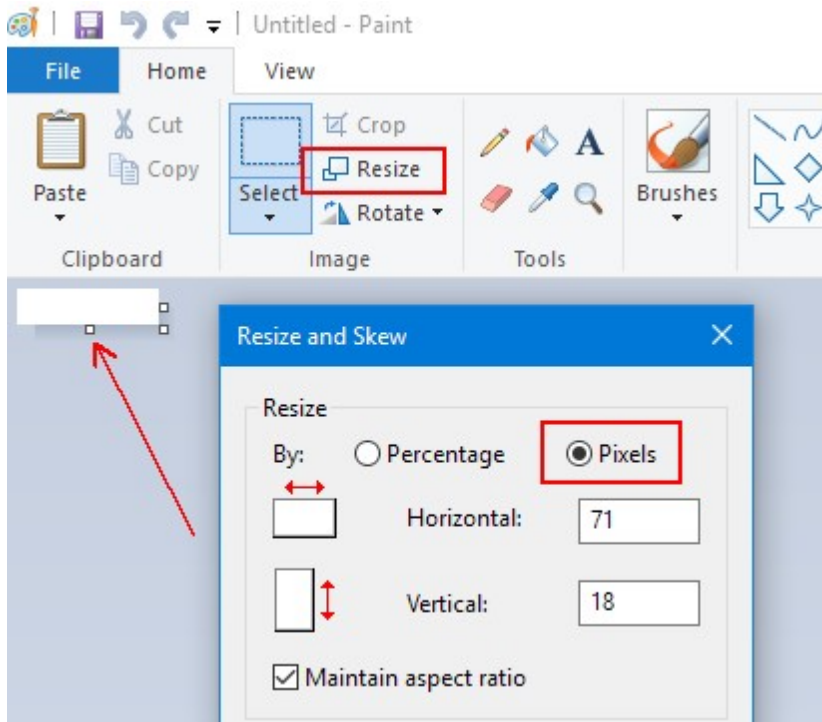 Untitled - Paint
File Home View
Cut Crop
Copy Resize
Paste Select Rotate Brushes
Clipboard Image Tools
Resize and Skew
Resize
By: Percentage Pixels
Horizontal: 71
Vertical: 18
Maintain aspect ratio